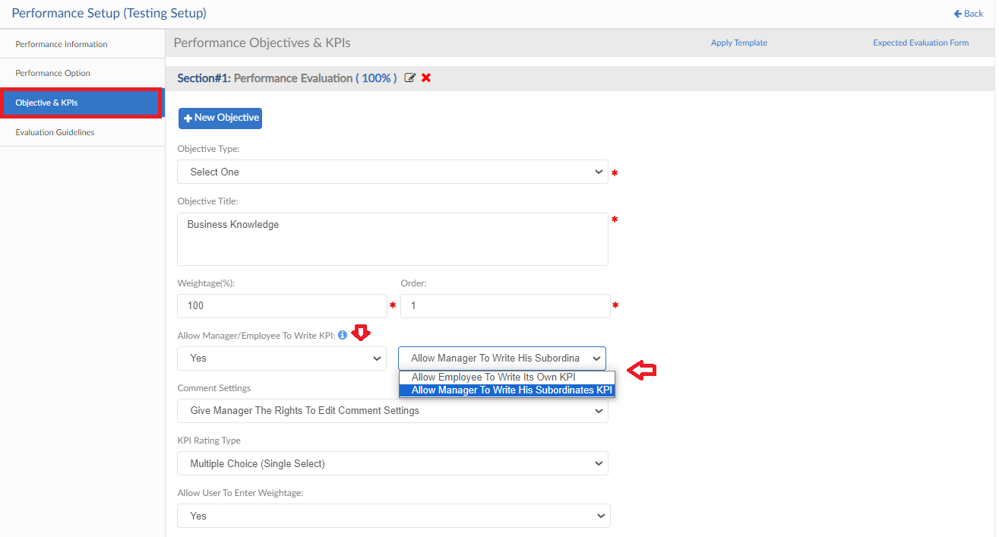 Performance Setup (Testing Setup)
Back
Performance Information
Performance Option
Objective & KPIs
Evaluation Guidelines
Performance Objectives & KPIs
Apply Template
Expected Evaluation Form
Section#1: Performance Evaluation ( 100% )
New Objective
Objective Type:
Select One
*
Objective Title:
Business Knowledge
*
Weightage(%): Order:
100 * 1 *
Allow Manager/Employee To Write KPI:
Yes Allow Manager To Write His Subordina
Allow Employee To Write Its Own KPI
Allow Manager To Write His Subordinates KPI
Comment Settings
Give Manager The Rights To Edit Comment Settings
KPI Rating Type
Multiple Choice (Single Select)
Allow User To Enter Weightage:
Yes